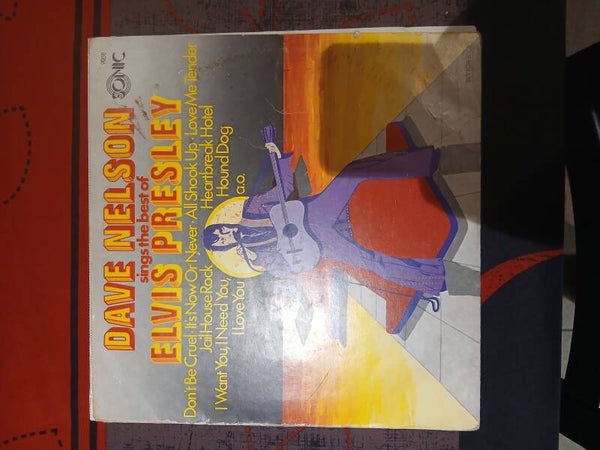 SONIC
DAVE NELSON
sings the best of
ELVIS PRESLEY
Don't Be Cruel · It's Now Or Never · All Shook Up · Love Me Tender
Jail House Rock
Heartbreak Hotel
I Want You, I Need You,
Hound Dog
I Love You
a.o.